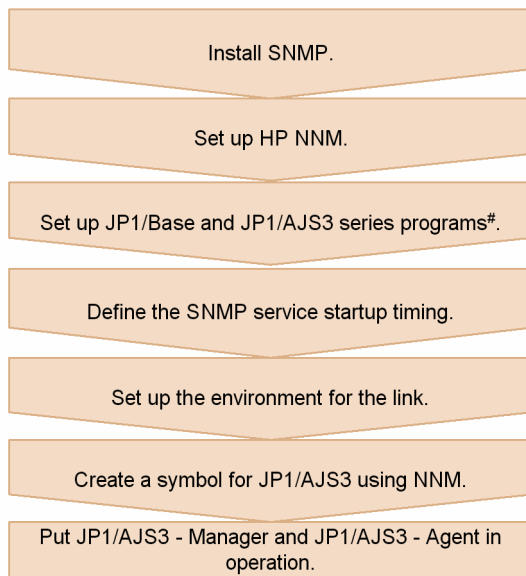 Install SNMP.
Set up HP NNM.
Set up JP1/Base and JP1/AJS3 series programs#.
Define the SNMP service startup timing.
Set up the environment for the link.
Create a symbol for JP1/AJS3 using NNM.
Put JP1/AJS3 - Manager and JP1/AJS3 - Agent in
operation.